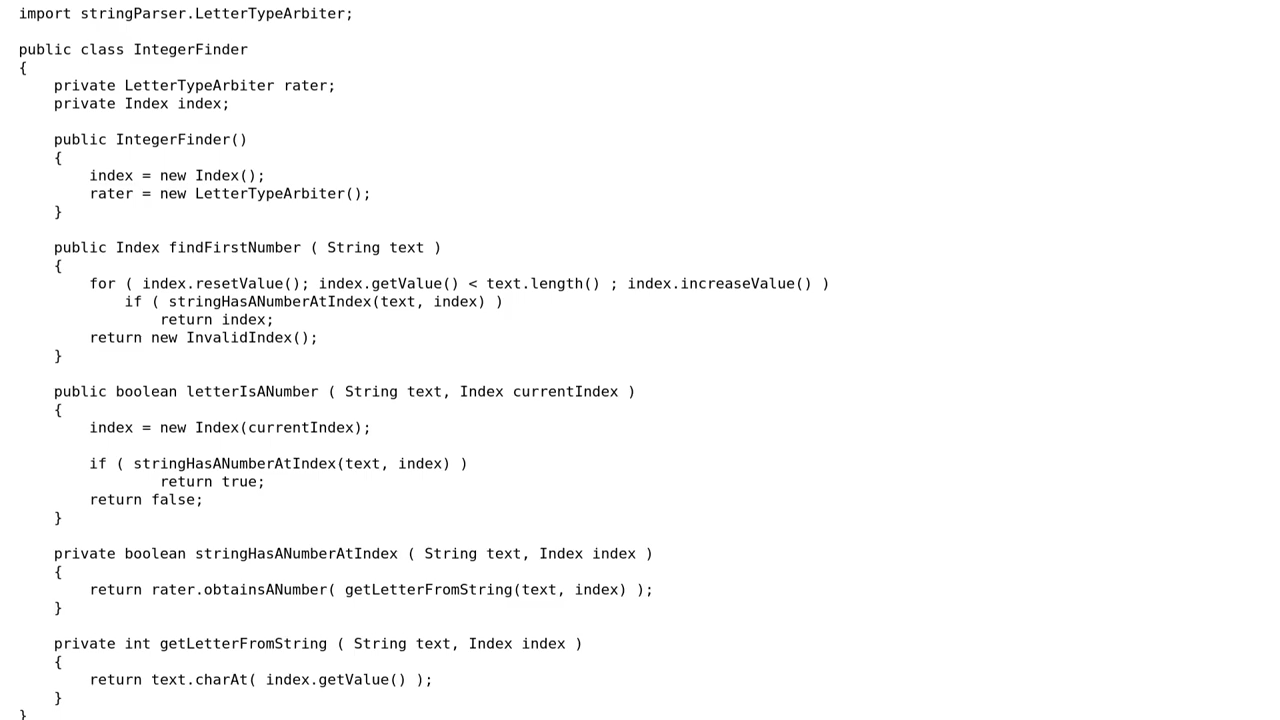 import stringParser.LetterTypeArbiter;

public class IntegerFinder
{
    private LetterTypeArbiter rater;
    private Index index;

    public IntegerFinder()
    {
        index = new Index();
        rater = new LetterTypeArbiter();
    }

    public Index findFirstNumber ( String text )
    {
        for ( index.resetValue(); index.getValue() < text.length() ; index.increaseValue() )
            if ( stringHasANumberAtIndex(text, index) )
                return index;
        return new InvalidIndex();
    }

    public boolean letterIsANumber ( String text, Index currentIndex )
    {
        index = new Index(currentIndex);

        if ( stringHasANumberAtIndex(text, index) )
                return true;
        return false;
    }

    private boolean stringHasANumberAtIndex ( String text, Index index )
    {
        return rater.obtainsANumber( getLetterFromString(text, index) );
    }

    private int getLetterFromString ( String text, Index index )
    {
        return text.charAt( index.getValue() );
    }
}